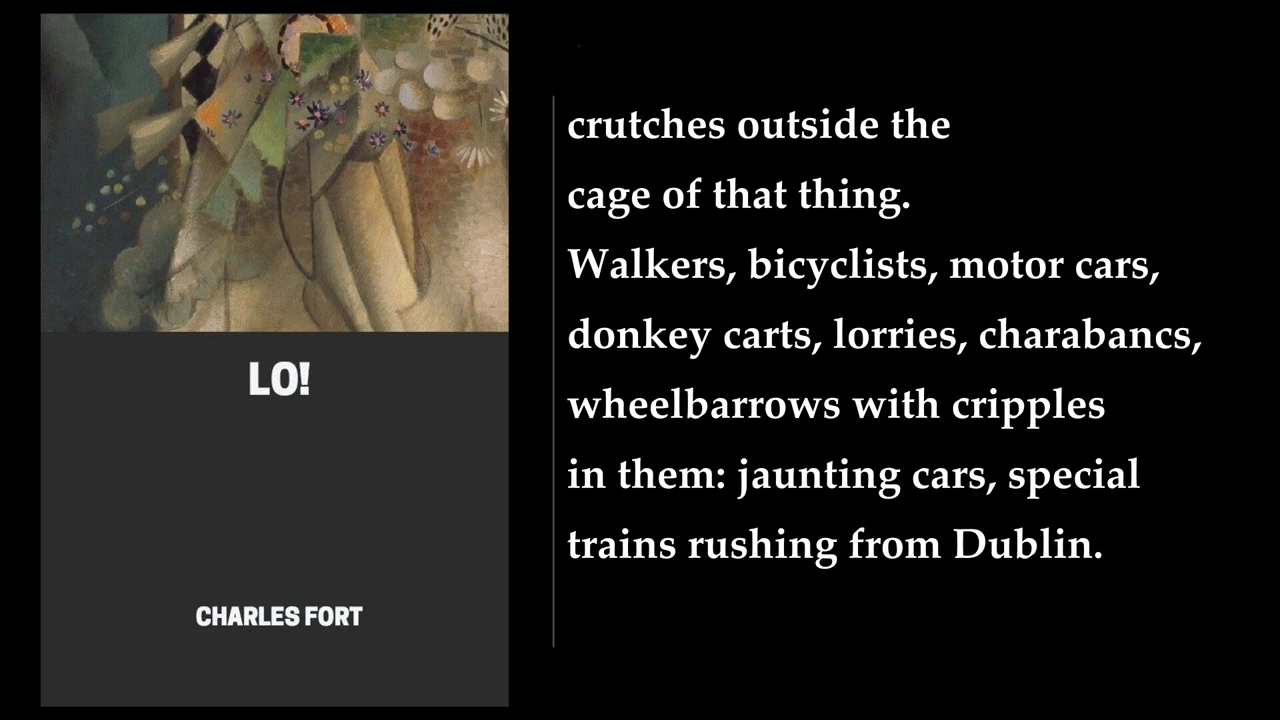 LO!
CHARLES FORT
crutches outside the
cage of that thing.
Walkers, bicyclists, motor cars,
donkey carts, lorries, charabancs,
wheelbarrows with cripples
in them: jaunting cars, special
trains rushing from Dublin.